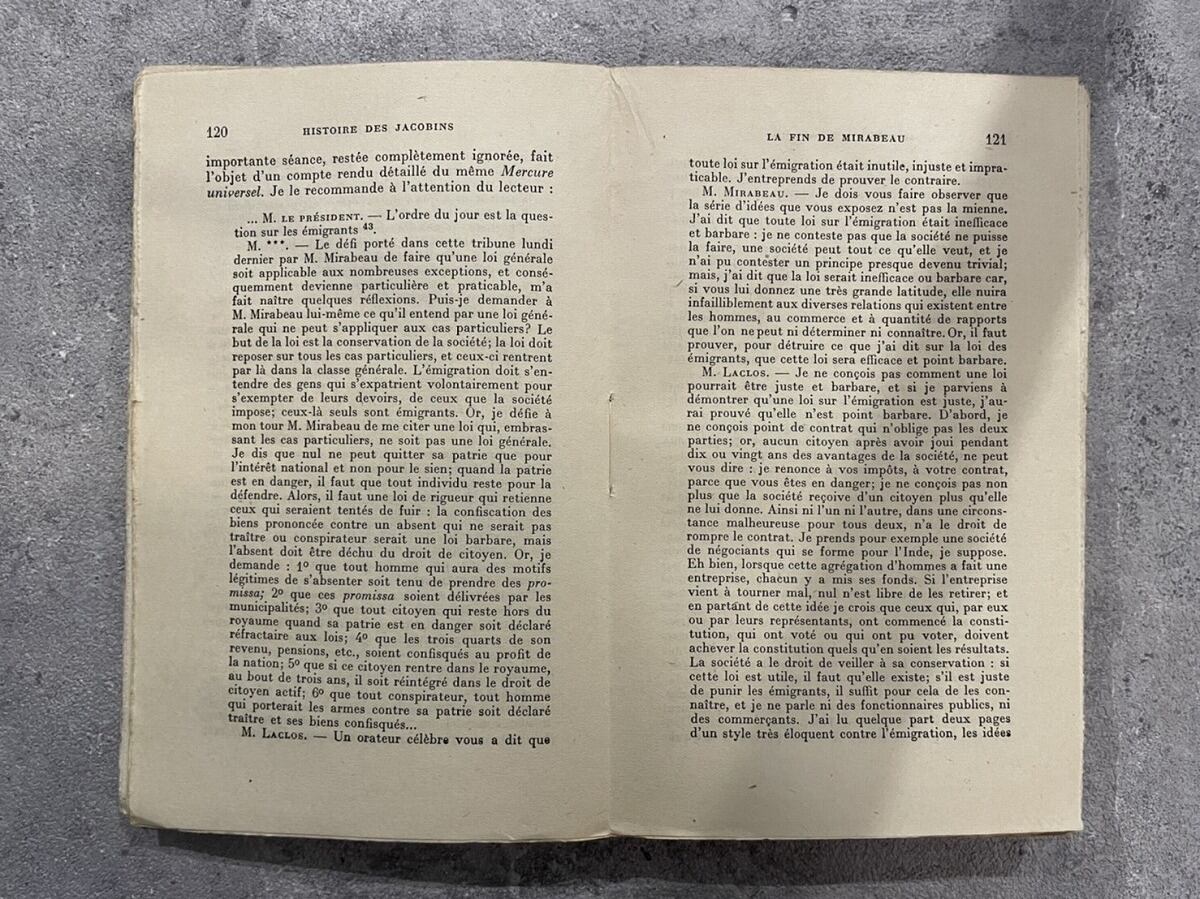 120
HISTOIRE DES JACOBINS
importante séance, restée complètement ignorée, fait
l'objet d'un compte rendu détaillé du même Mercure
universel. Je le recommande à l'attention du lecteur :
... M. LE PRÉSIDENT. — L'ordre du jour est la ques-
tion sur les émigrants 43.
M. ***. — Le défi porté dans cette tribune lundi
dernier par M. Mirabeau de faire qu'une loi générale
soit applicable aux nombreuses exceptions, et consé-
quemment devienne particulière et praticable, m'a
fait naître quelques réflexions. Puis-je demander à
M. Mirabeau lui-même ce qu'il entend par une loi géné-
rale qui ne peut s'appliquer aux cas particuliers? Le
but de la loi est la conservation de la société; la loi doit
reposer sur tous les cas particuliers, et ceux-ci rentrent
par là dans la classe générale. L'émigration doit s'en-
tendre des gens qui s'expatrient volontairement pour
s'exempter de leurs devoirs, de ceux que la société
impose; ceux-là seuls sont émigrants. Or, je défie à
mon tour M. Mirabeau de me citer une loi qui, embras-
sant les cas particuliers, ne soit pas une loi générale.
Je dis que nul ne peut quitter sa patrie que pour
l'intérêt national et non pour le sien; quand la patrie
est en danger, il faut que tout individu reste pour la
défendre. Alors, il faut une loi de rigueur qui retienne
ceux qui seraient tentés de fuir : la confiscation des
biens prononcée contre un absent qui ne serait pas
traître ou conspirateur serait une loi barbare, mais
l'absent doit être déchu du droit de citoyen. Or, je
demande : 1º que tout homme qui aura des motifs
légitimes de s'absenter soit tenu de prendre des pro-
missa; 2º que ces promissa soient délivrées par les
municipalités; 3º que tout citoyen qui reste hors du
royaume quand sa patrie est en danger soit déclaré
réfractaire aux lois; 4º que les trois quarts de son
revenu, pensions, etc., soient confisqués au profit de
la nation; 5º que si ce citoyen rentre dans le royaume,
au bout de trois ans, il soit réintégré dans le droit de
citoyen actif; 6º que tout conspirateur, tout homme
qui porterait les armes contre sa patrie soit déclaré
traître et ses biens confisqués...
M. LACLOS. — Un orateur célèbre vous a dit que
LA FIN DE MIRABEAU
121
toute loi sur l'émigration était inutile, injuste et impra-
ticable. J'entreprends de prouver le contraire.
M. MIRABEAU. — Je dois vous faire observer que
la série d'idées que vous exposez n'est pas la mienne.
J'ai dit que toute loi sur l'émigration était inefficace
et barbare : je ne conteste pas que la société ne puisse
la faire, une société peut tout ce qu'elle veut, et je
n'ai pu contester un principe presque devenu trivial;
mais, j'ai dit que la loi serait inefficace ou barbare car,
si vous lui donnez une très grande latitude, elle nuira
infailliblement aux diverses relations qui existent entre
les hommes, au commerce et à quantité de rapports
que l'on ne peut ni déterminer ni connaître. Or, il faut
prouver, pour détruire ce que j'ai dit sur la loi des
émigrants, que cette loi sera efficace et point barbare.
M. LACLOS. — Je ne conçois pas comment une loi
pourrait être juste et barbare, et si je parviens à
démontrer qu'une loi sur l'émigration est juste, j'au-
rai prouvé qu'elle n'est point barbare. D'abord, je
ne conçois point de contrat qui n'oblige pas les deux
parties; or, aucun citoyen après avoir joui pendant
dix ou vingt ans des avantages de la société, ne peut
vous dire : je renonce à vos impôts, à votre contrat,
parce que vous êtes en danger; je ne conçois pas non
plus que la société reçoive d'un citoyen plus qu'elle
ne lui donne. Ainsi ni l'un ni l'autre, dans une circons-
tance malheureuse pour tous deux, n'a le droit de
rompre le contrat. Je prends pour exemple une société
de négociants qui se forme pour l'Inde, je suppose.
Eh bien, lorsque cette agrégation d'hommes a fait une
entreprise, chacun y a mis ses fonds. Si l'entreprise
vient à tourner mal, nul n'est libre de les retirer; et
en partant de cette idée je crois que ceux qui, par eux
ou par leurs représentants, ont commencé la consti-
tution, qui ont voté ou qui ont pu voter, doivent
achever la constitution quels qu'en soient les résultats.
La société a le droit de veiller à sa conservation : si
cette loi est utile, il faut qu'elle existe; s'il est juste
de punir les émigrants, il suffit pour cela de les con-
naître, et je ne parle ni des fonctionnaires publics, ni
des commerçants. J'ai lu quelque part deux pages
d'un style très éloquent contre l'émigration, les idées